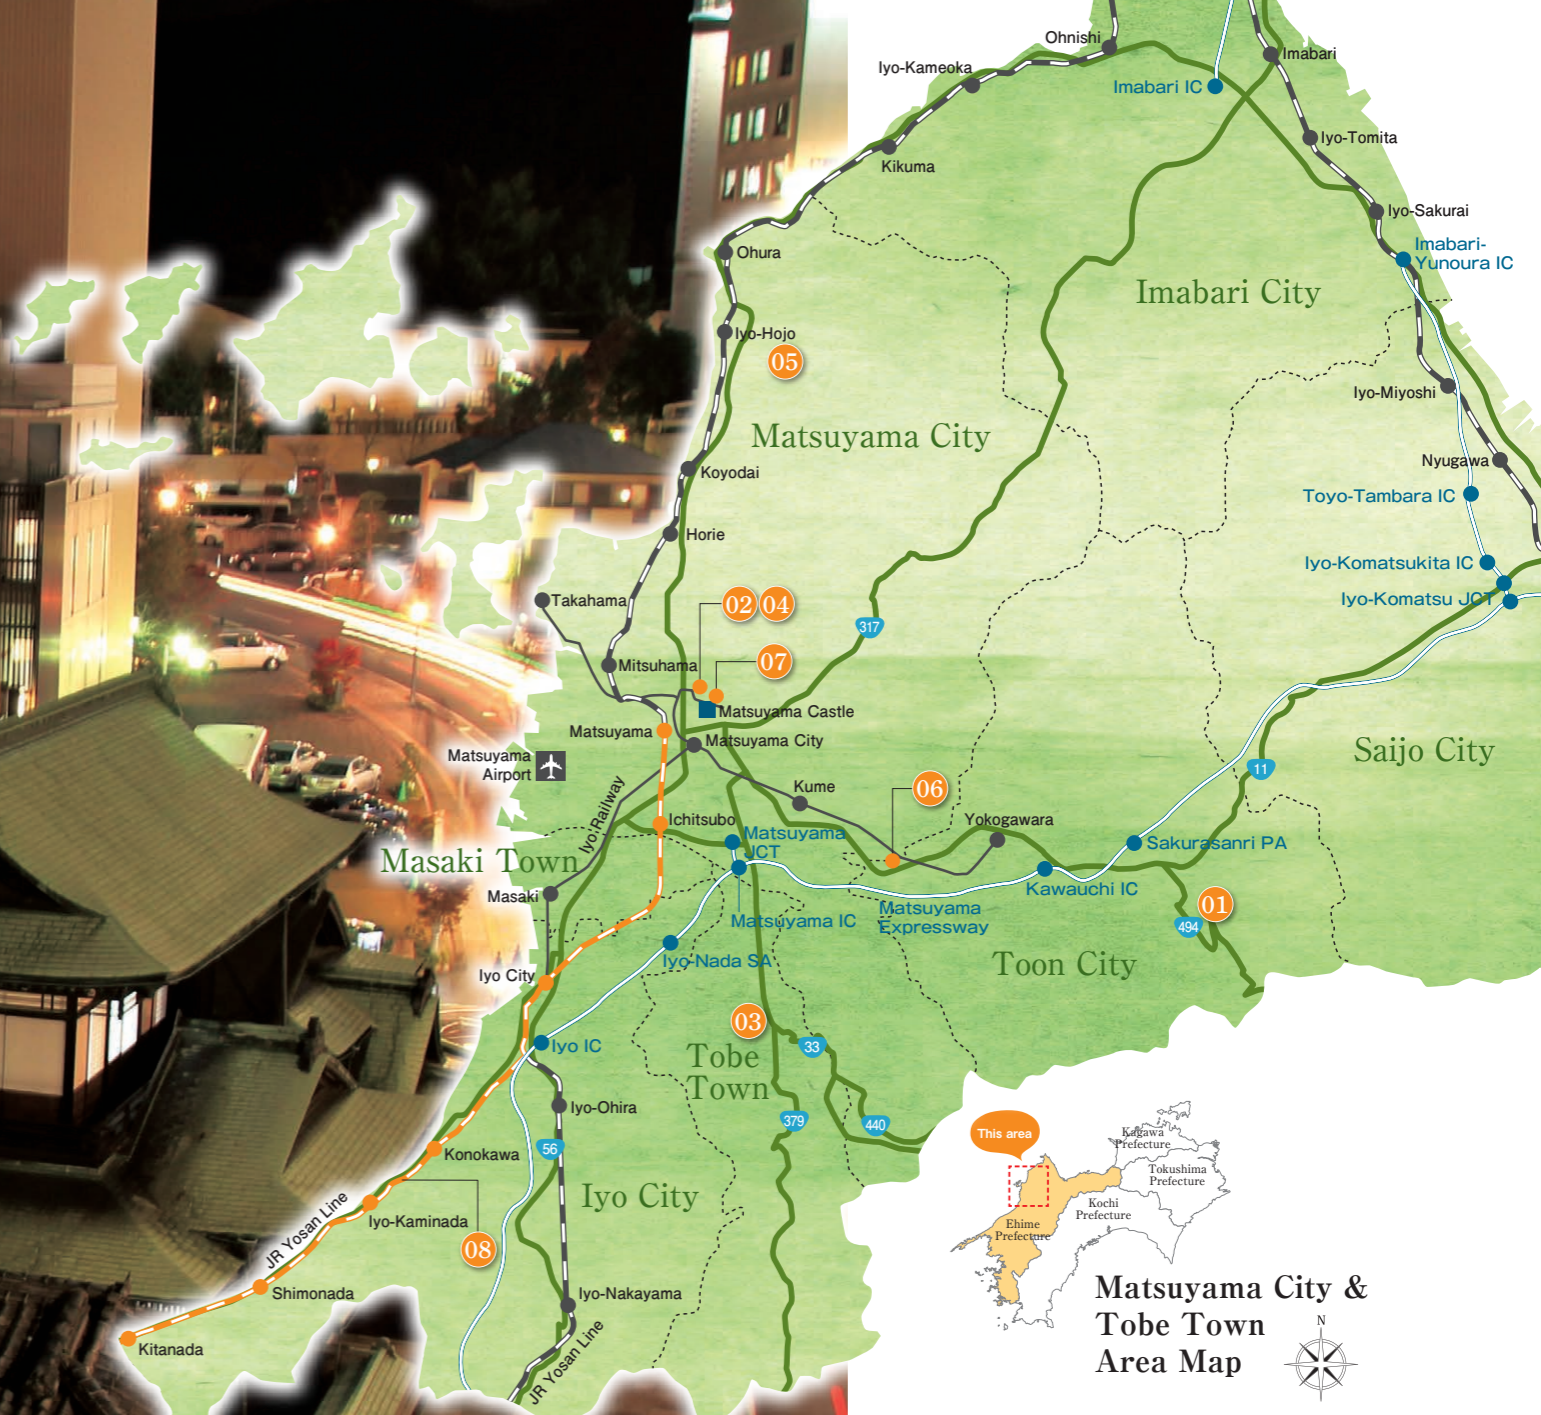 Ohnishi
Imabari
Iyo-Kameoka
Imabari IC
Iyo-Tomita
Kikuma
Iyo-Sakurai
Imabari-
Yunoura IC
Ohura
Imabari City
Iyo-Hojo
05
Iyo-Miyoshi
Matsuyama City
Nyugawa
Koyodai
Toyo-Tambara IC
Horie
Iyo-Komatsukita IC
Iyo-Komatsu JCT
Takahama
02
04
317
Mitsuhama
07
Matsuyama Castle
Matsuyama
Matsuyama City
Saijo City
Matsuyama
Airport
11
Kume
06
Iyo-Railway
Ichitsubo
Yokogawara
Matsuyama
JCT
Sakurasanri PA
Masaki Town
Kawauchi IC
Masaki
01
Matsuyama IC
Matsuyama
Expressway
494
Iyo-Nada SA
Toon City
Iyo City
03
Iyo IC
33
Tobe
Town
Iyo-Ohira
379
440
56
Konokawa
Iyo City
Iyo-Kaminada
JR Yosan Line
08
Shimonada
Iyo-Nakayama
Kitanada
JR Yosan Line
This area
Kagawa
Prefecture
Tokushima
Prefecture
Kochi
Prefecture
Ehime
Prefecture
Matsuyama City &
Tobe Town
Area Map
N